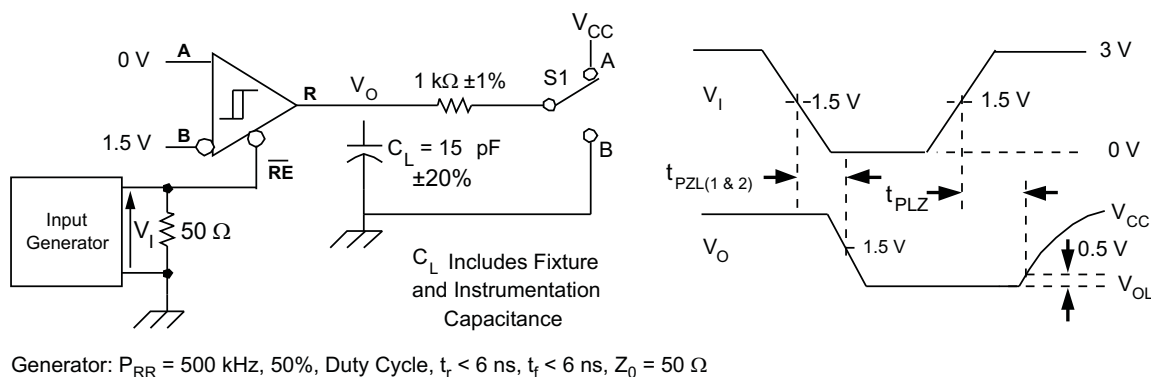 V_CC
0 V
A
R
V_O
1 kΩ ±1%
S1
A
1.5 V
B
RE
C_L = 15 pF
±20%
B
Input
Generator
V_I
50 Ω
C_L Includes Fixture
and Instrumentation
Capacitance
3 V
V_I
1.5 V
1.5 V
0 V
t_PZL(1 & 2)
t_PLZ
V_CC
V_O
1.5 V
0.5 V
V_OL
Generator: P_RR = 500 kHz, 50%, Duty Cycle, t_r < 6 ns, t_f < 6 ns, Z_0 = 50 Ω